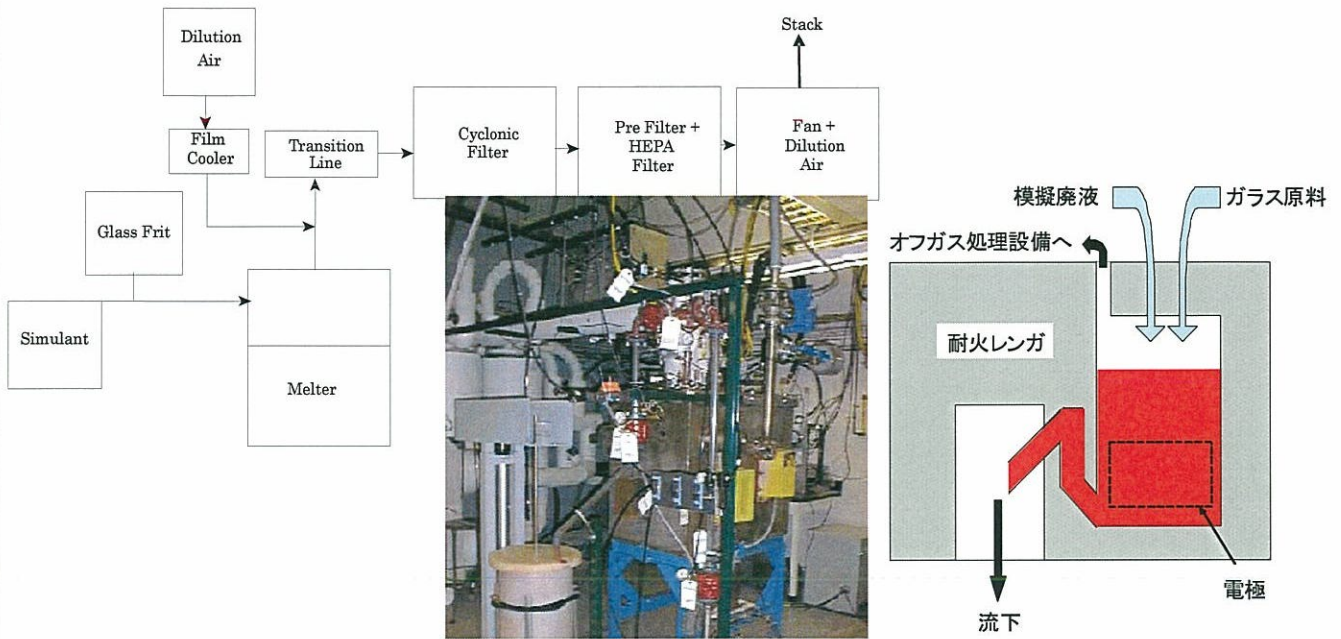 Stack
Dilution
Air
Film
Cooler
Transition
Line
Cyclonic
Filter
Pre Filter +
HEPA
Filter
Fan +
Dilution
Air
Glass Frit
Simulant
Melter
模擬廃液
ガラス原料
オフガス処理設備へ
耐火レンガ
電極
流下